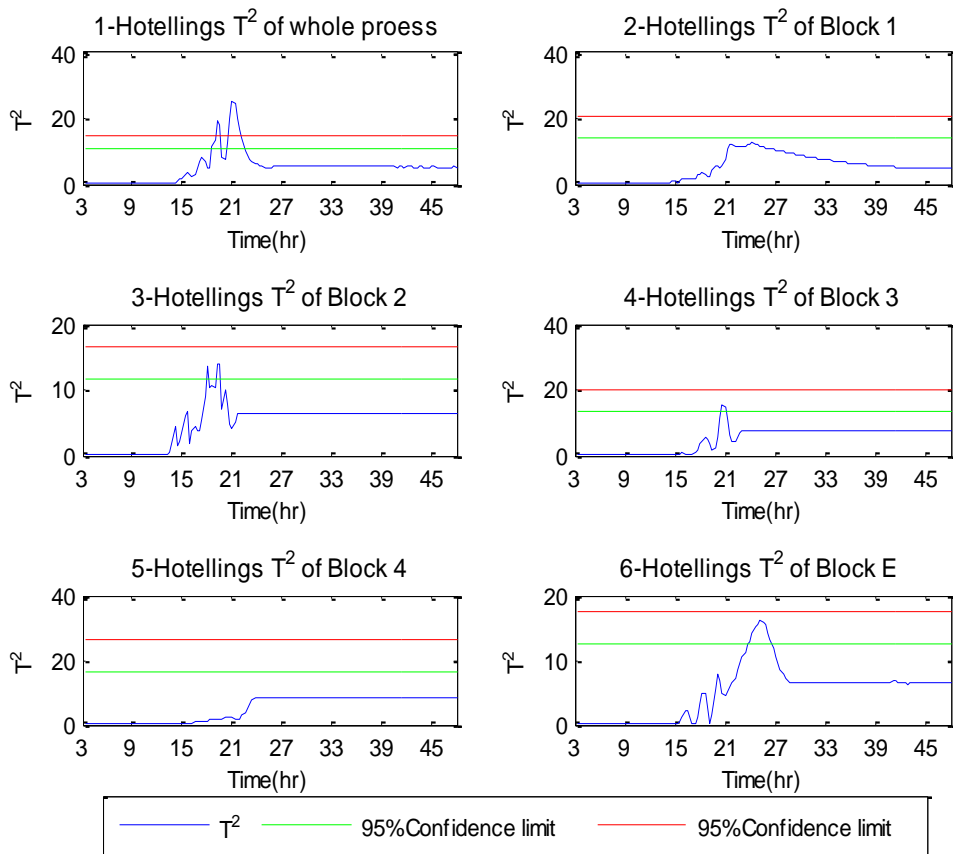 1-Hotellings T² of whole proess
T²
40
20
0
3 9 15 21 27 33 39 45
Time(hr)
2-Hotellings T² of Block 1
T²
40
20
0
3 9 15 21 27 33 39 45
Time(hr)
3-Hotellings T² of Block 2
T²
20
10
0
3 9 15 21 27 33 39 45
Time(hr)
4-Hotellings T² of Block 3
T²
40
20
0
3 9 15 21 27 33 39 45
Time(hr)
5-Hotellings T² of Block 4
T²
40
20
0
3 9 15 21 27 33 39 45
Time(hr)
6-Hotellings T² of Block E
T²
20
10
0
3 9 15 21 27 33 39 45
Time(hr)
T² 95%Confidence limit 95%Confidence limit